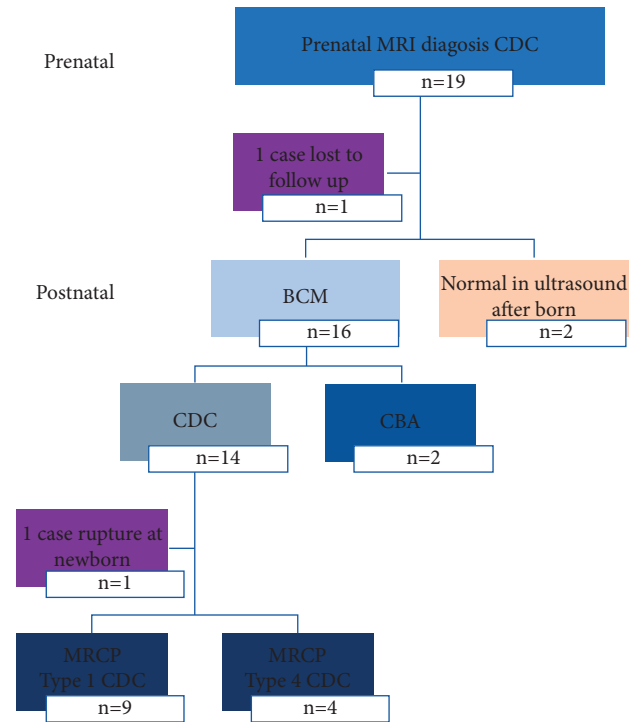 Prenatal
Prenatal MRI diagosis CDC
n=19
1 case lost to
follow up
n=1
Postnatal
BCM
n=16
Normal in ultrasound
after born
n=2
CDC
n=14
CBA
n=2
1 case rupture at
newborn
n=1
MRCP
Type 1 CDC
n=9
MRCP
Type 4 CDC
n=4